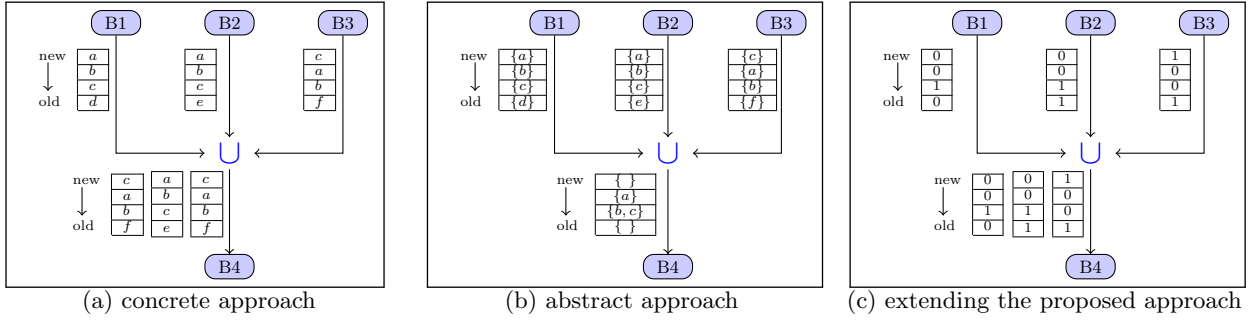 B1 B2 B3
new a a c
b b a
c c b
old d e f
⋃
new c a c
a b a
b c b
old f e f
B4
(a) concrete approach
B1 B2 B3
new {a} {a} {c}
{b} {b} {a}
{c} {c} {b}
old {d} {e} {f}
⋃
new { }
{a}
{b, c}
old { }
B4
(b) abstract approach
B1 B2 B3
new 0 0 1
0 0 0
1 1 0
old 0 1 1
⋃
new 0 0 1
0 0 0
1 1 0
old 0 1 1
B4
(c) extending the proposed approach